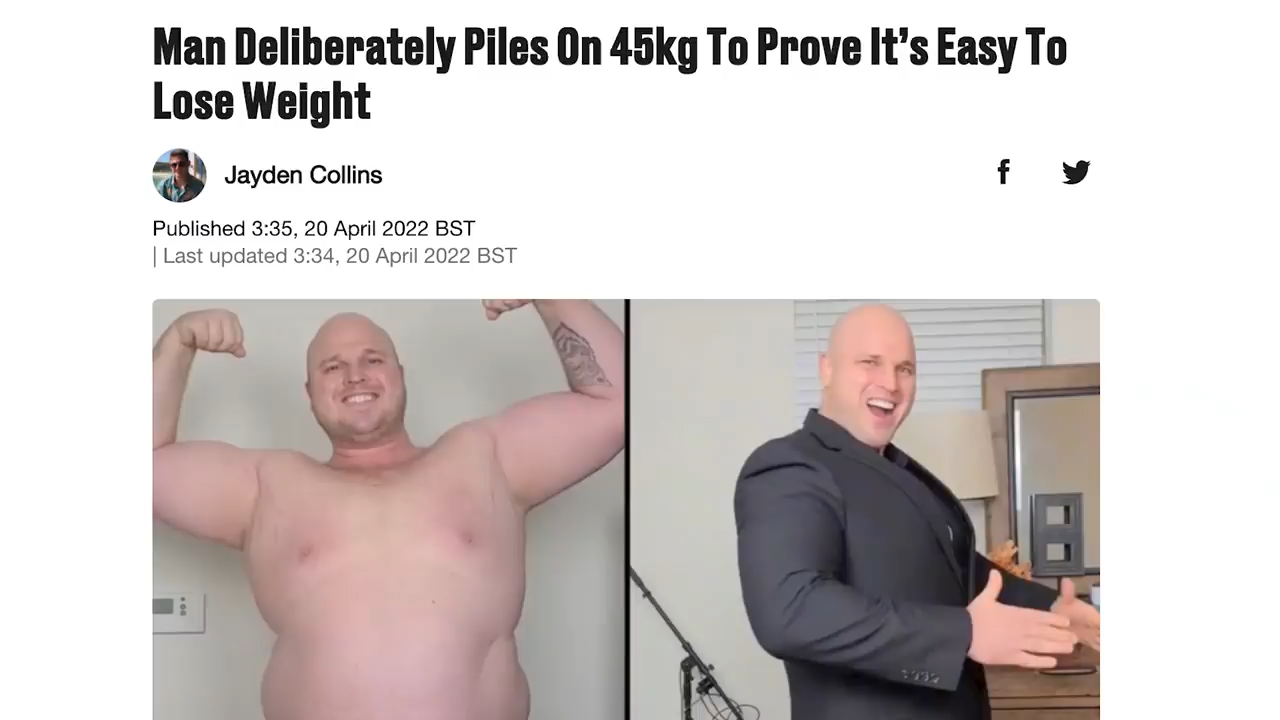 Man Deliberately Piles On 45kg To Prove It’s Easy To
Lose Weight
Jayden Collins
Published 3:35, 20 April 2022 BST
| Last updated 3:34, 20 April 2022 BST